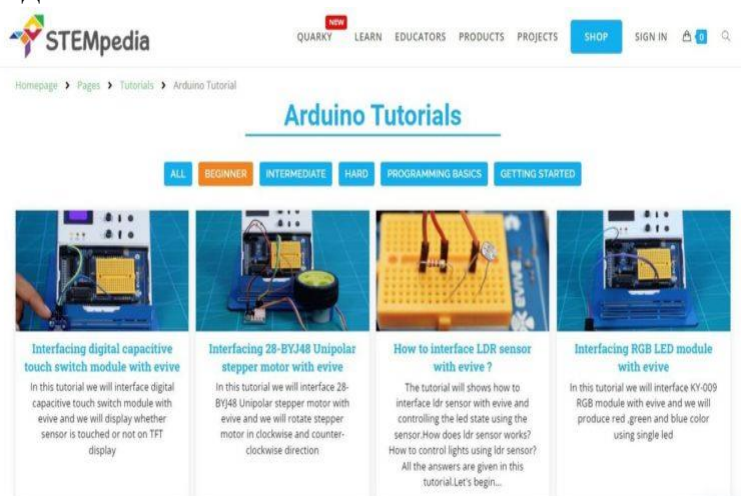 STEMpedia
NEW
QUARKY LEARN EDUCATORS PRODUCTS PROJECTS SHOP SIGN IN 0
Homepage > Pages > Tutorials > Arduino Tutorial
Arduino Tutorials
ALL BEGINNER INTERMEDIATE HARD PROGRAMMING BASICS GETTING STARTED
evive
Interfacing digital capacitive
touch switch module with evive
In this tutorial we will interface digital
capacitive touch switch module with
evive and we will display whether
sensor is touched or not on TFT
display
Interfacing 28-BYJ48 Unipolar
stepper motor with evive
In this tutorial we will interface 28-
BYJ48 Unipolar stepper motor with
evive and we will rotate stepper
motor in clockwise and counter-
clockwise direction
How to interface LDR sensor
with evive ?
The tutorial will shows how to
interface ldr sensor with evive and
controlling the led state using the
sensor.How does ldr sensor works?
How to control lights using ldr sensor?
All the answers are given in this
tutorial.Let's begin...
Interfacing RGB LED module
with evive
In this tutorial we will interface KY-009
RGB module with evive and we will
produce red ,green and blue color
using single led